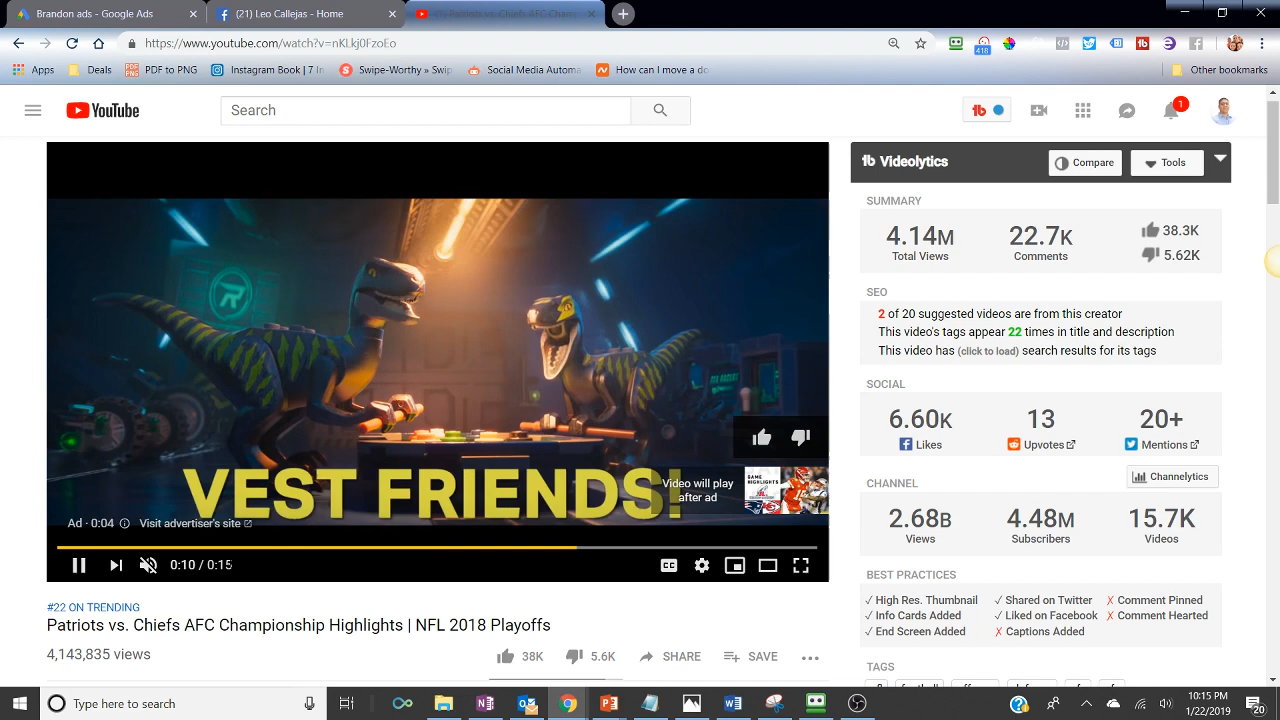 Brandon ads - Google Ads
(21) Leo Callejas - Home
Patriots vs. Chiefs AFC Champ
https://www.youtube.com/watch?v=nKLkj0FzoEo
418
Apps
Deals
PDF to PNG
Instagram Book | 7 In
Swipe-Worthy » Swip
Social Media Automa
How can I move a do
Other bookmarks
YouTube
Search
1
Videolytics
Compare
Tools
SUMMARY
4.14M
Total Views
22.7K
Comments
38.3K
5.62K
SEO
2 of 20 suggested videos are from this creator
This video's tags appear 22 times in title and description
This video has (click to load) search results for its tags
SOCIAL
6.60K
Likes
13
Upvotes
20+
Mentions
Channelytics
CHANNEL
2.68B
Views
4.48M
Subscribers
15.7K
Videos
BEST PRACTICES
✓ High Res. Thumbnail
✓ Shared on Twitter
✗ Comment Pinned
✓ Info Cards Added
✓ Liked on Facebook
✗ Comment Hearted
✓ End Screen Added
✗ Captions Added
TAGS
VEST FRIENDS!
Video will play
after ad
Ad · 0:04
Visit advertiser's site
0:10 / 0:15
#22 ON TRENDING
Patriots vs. Chiefs AFC Championship Highlights | NFL 2018 Playoffs
4,143,835 views
38K
5.6K
SHARE
SAVE
Type here to search
10:15 PM
1/22/2019
20